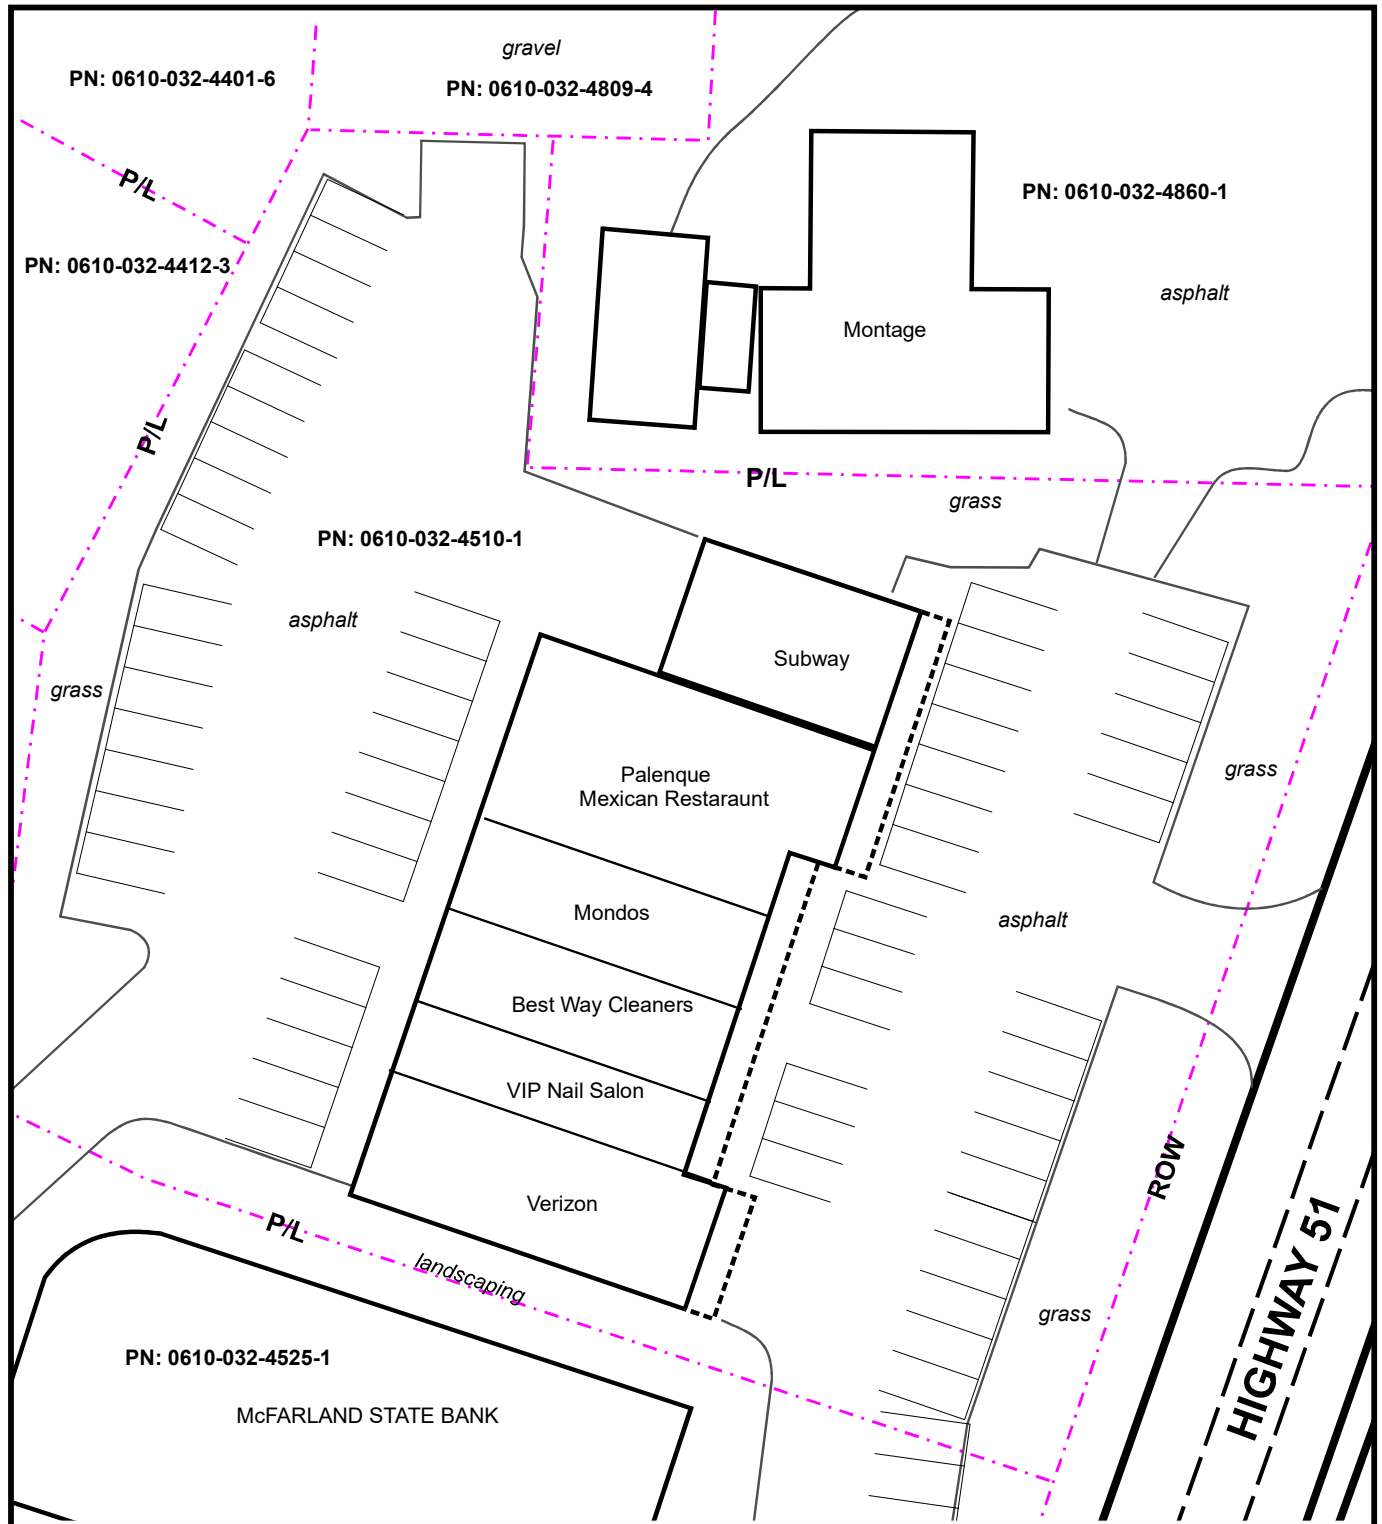 gravel
PN: 0610-032-4401-6
PN: 0610-032-4809-4
P/L
PN: 0610-032-4860-1
PN: 0610-032-4412-3
asphalt
Montage
P/L
P/L
grass
PN: 0610-032-4510-1
asphalt
Subway
grass
grass
Palenque
Mexican Restaraunt
Mondos
asphalt
Best Way Cleaners
VIP Nail Salon
ROW
Verizon
P/L
landscaping
HIGHWAY 51
grass
PN: 0610-032-4525-1
McFARLAND STATE BANK